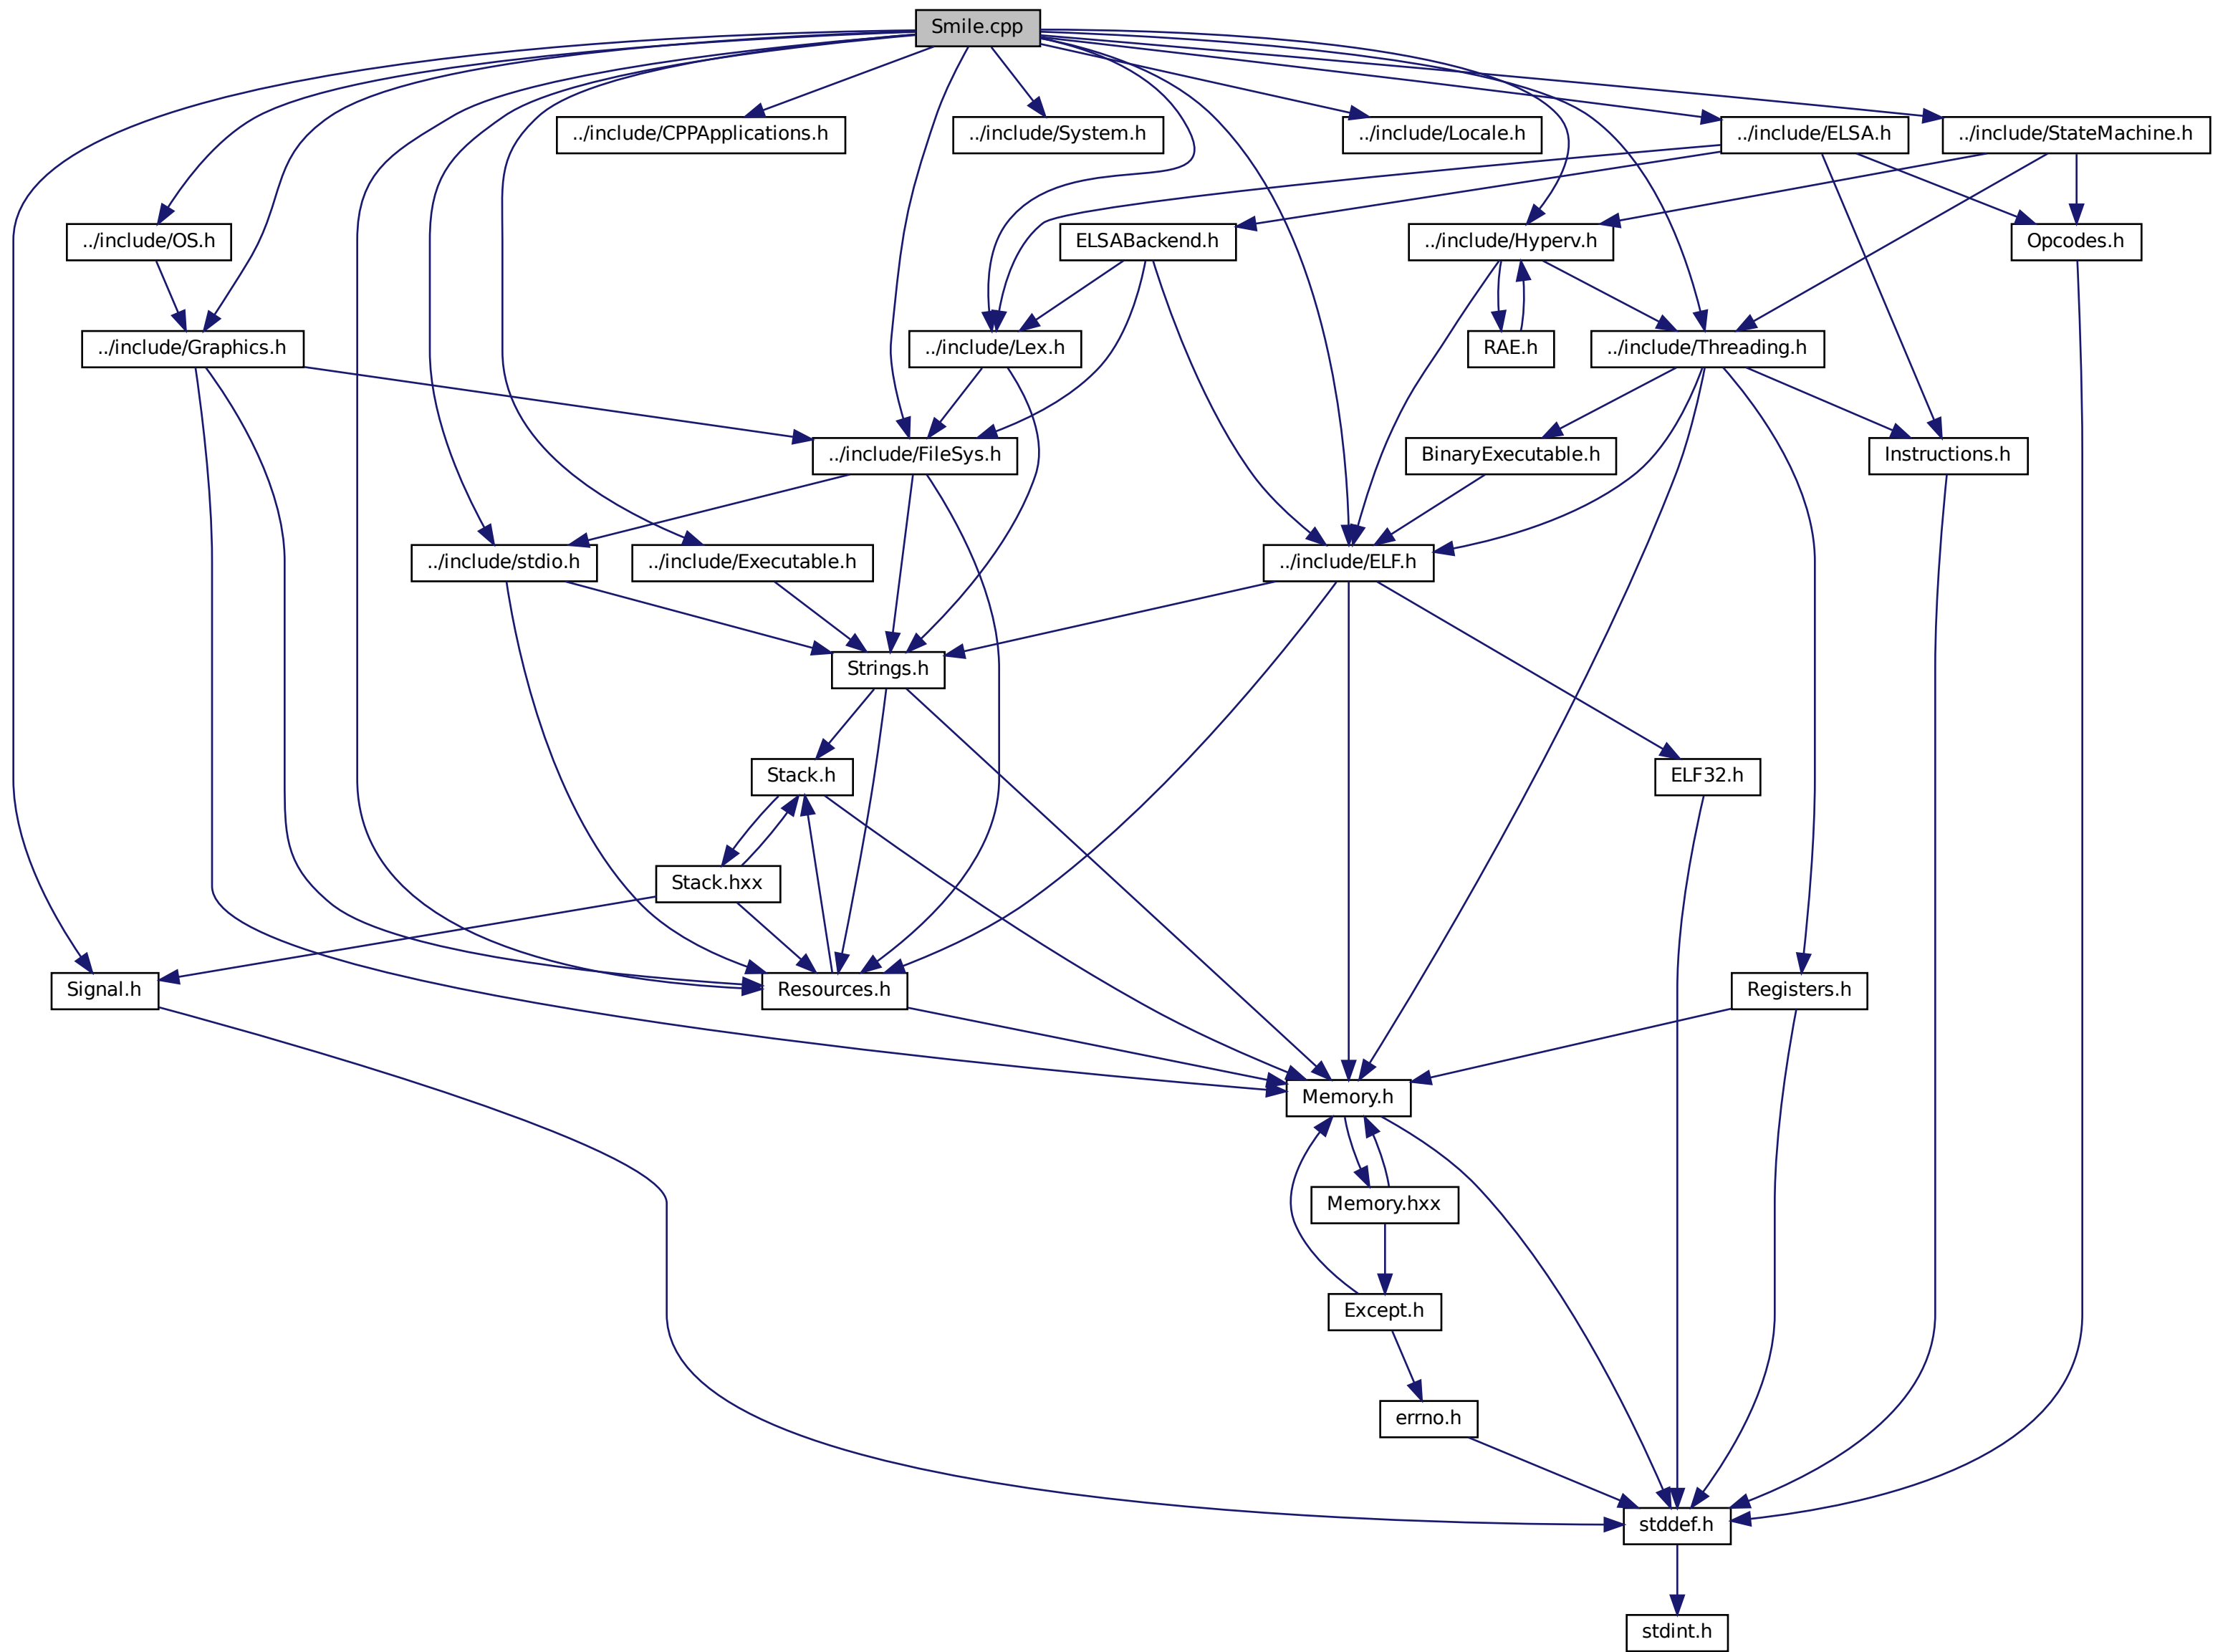 Smile.cpp
../include/CPPApplications.h
../include/System.h
../include/Locale.h
../include/ELSA.h
../include/StateMachine.h
../include/OS.h
ELSABackend.h
../include/Hyperv.h
Opcodes.h
../include/Graphics.h
../include/Lex.h
RAE.h
../include/Threading.h
../include/FileSys.h
BinaryExecutable.h
Instructions.h
../include/stdio.h
../include/Executable.h
../include/ELF.h
Strings.h
Stack.h
ELF32.h
Stack.hxx
Signal.h
Resources.h
Registers.h
Memory.h
Memory.hxx
Except.h
errno.h
stddef.h
stdint.h